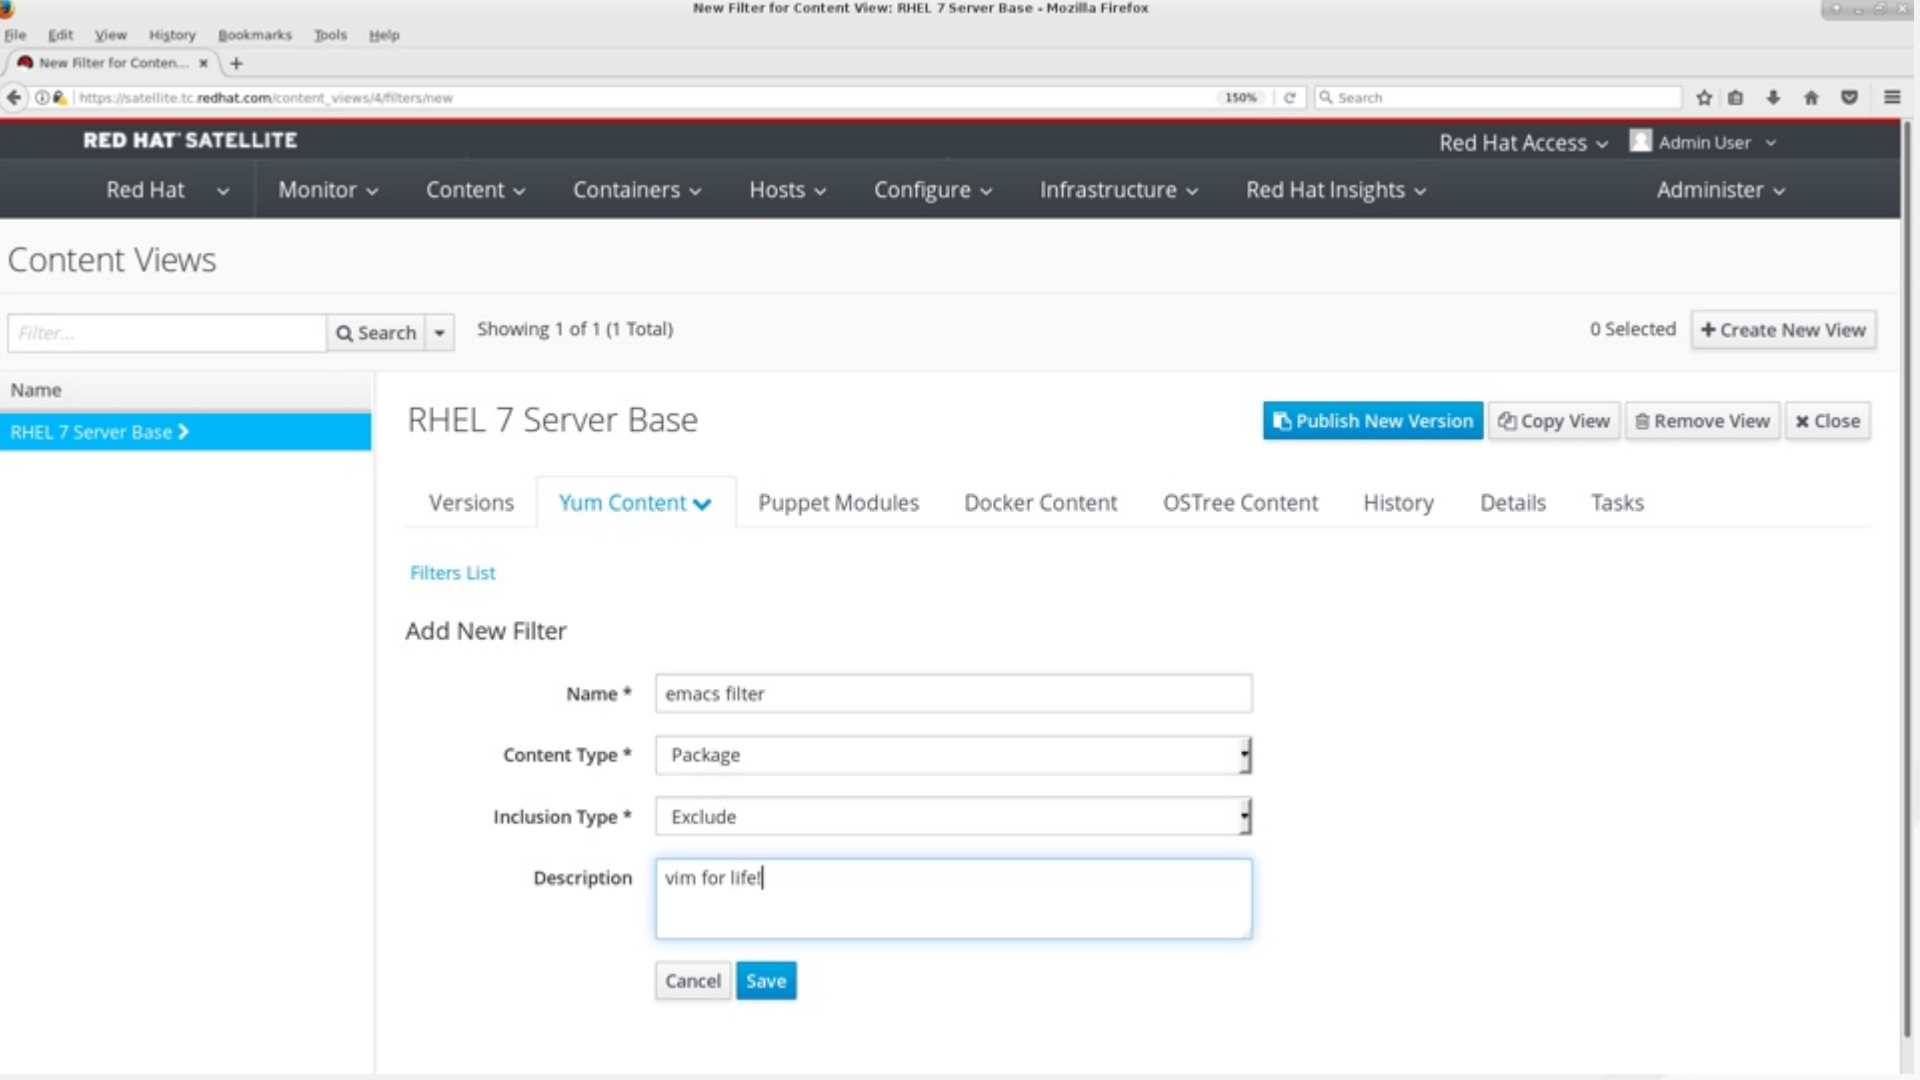 New Filter for Content View: RHEL 7 Server Base - Mozilla Firefox
File Edit View History Bookmarks Tools Help
New Filter for Conten... × +
https://satellite.tc.redhat.com/content_views/4/filters/new 150% Search
RED HAT SATELLITE Red Hat Access Admin User
Red Hat Monitor Content Containers Hosts Configure Infrastructure Red Hat Insights Administer
Content Views
Filter... Search Showing 1 of 1 (1 Total) 0 Selected + Create New View
Name
RHEL 7 Server Base
RHEL 7 Server Base Publish New Version Copy View Remove View × Close
Versions Yum Content Puppet Modules Docker Content OSTree Content History Details Tasks
Filters List
Add New Filter
Name * emacs filter
Content Type * Package
Inclusion Type * Exclude
Description vim for life!
Cancel Save